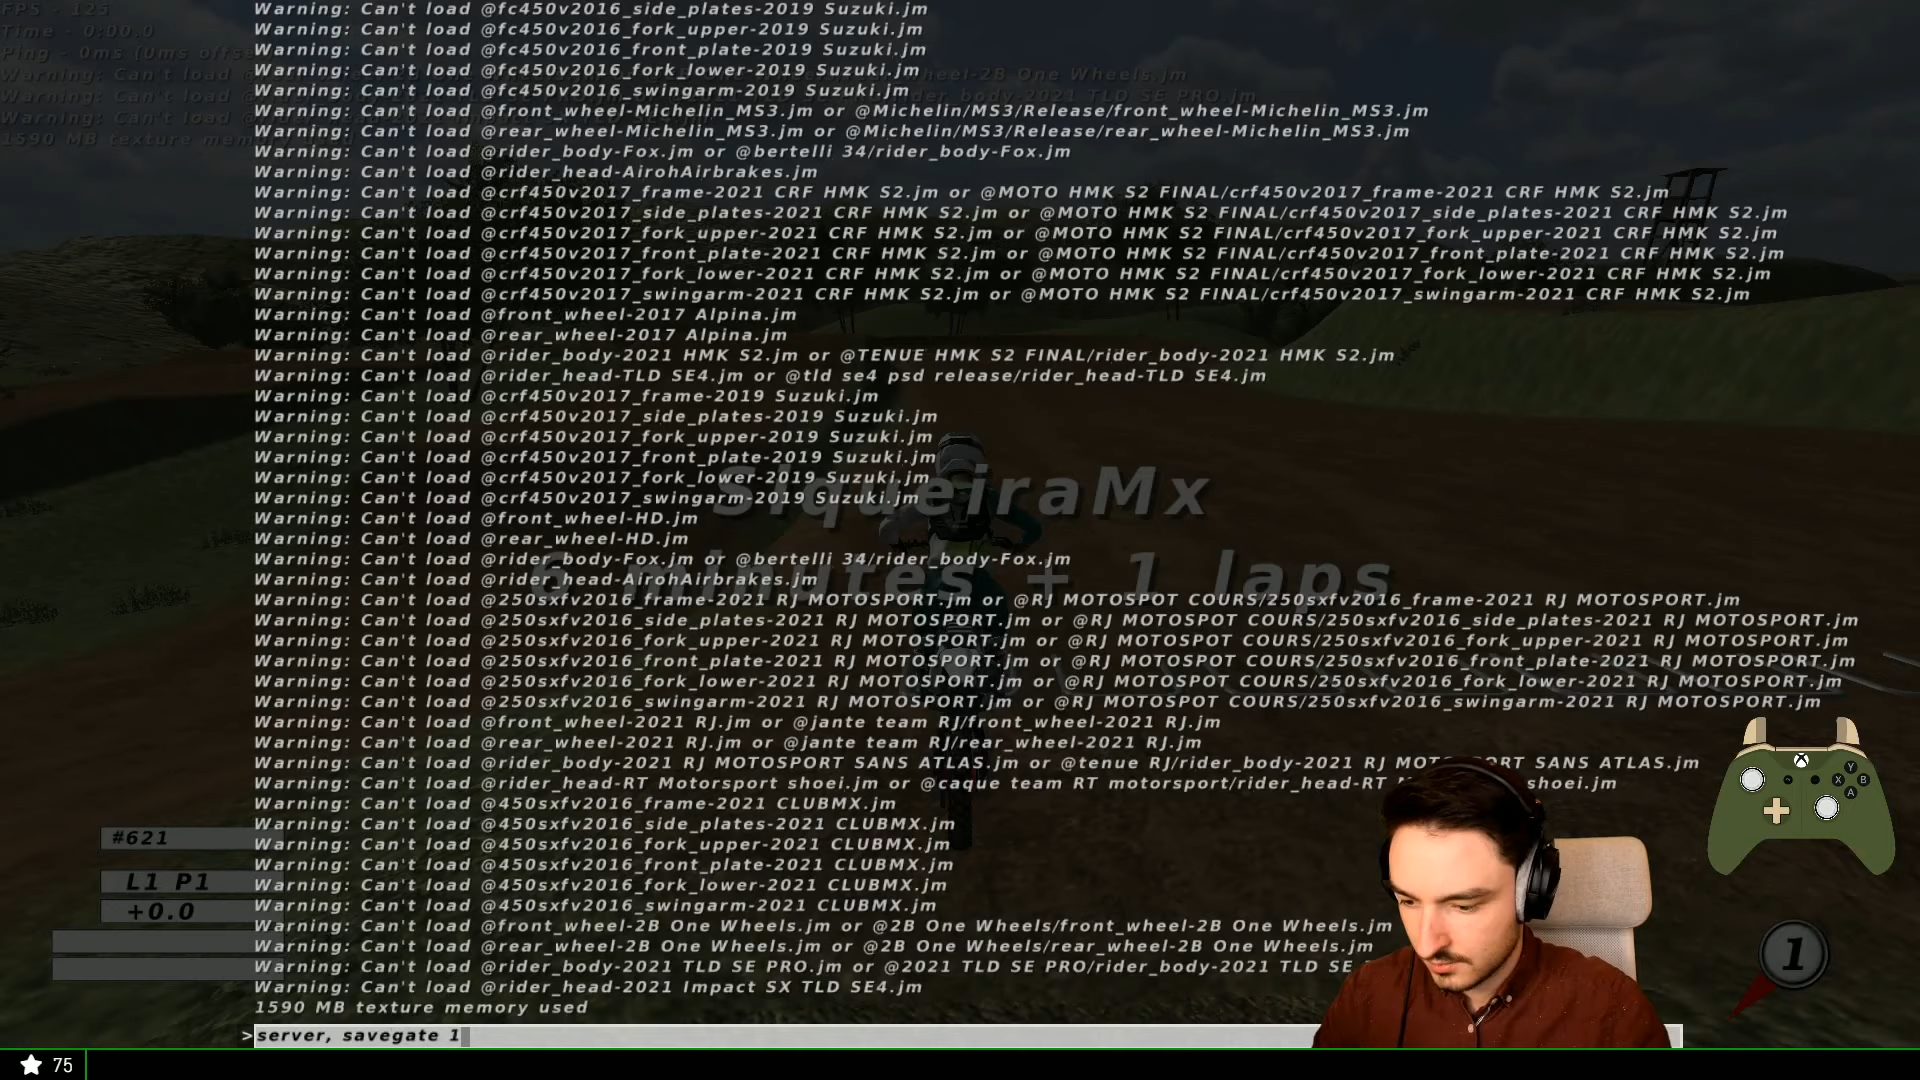 FPS - 125
Time - 0:00.0
Ping - 0ms (0ms offse
Warning: Can't load @fc450v2016_side_plates-2019 Suzuki.jm
Warning: Can't load @fc450v2016_fork_upper-2019 Suzuki.jm
Warning: Can't load @fc450v2016_front_plate-2019 Suzuki.jm
Warning: Can't load @fc450v2016_fork_lower-2019 Suzuki.jm
Warning: Can't load @fc450v2016_swingarm-2019 Suzuki.jm
Warning: Can't load @front_wheel-Michelin_MS3.jm or @Michelin/MS3/Release/front_wheel-Michelin_MS3.jm
Warning: Can't load @rear_wheel-Michelin_MS3.jm or @Michelin/MS3/Release/rear_wheel-Michelin_MS3.jm
1590 MB texture memory used
Warning: Can't load @rider_body-Fox.jm or @bertelli 34/rider_body-Fox.jm
Warning: Can't load @rider_head-AirohAirbrakes.jm
Warning: Can't load @crf450v2017_frame-2021 CRF HMK S2.jm or @MOTO HMK S2 FINAL/crf450v2017_frame-2021 CRF HMK S2.jm
Warning: Can't load @crf450v2017_side_plates-2021 CRF HMK S2.jm or @MOTO HMK S2 FINAL/crf450v2017_side_plates-2021 CRF HMK S2.jm
Warning: Can't load @crf450v2017_fork_upper-2021 CRF HMK S2.jm or @MOTO HMK S2 FINAL/crf450v2017_fork_upper-2021 CRF HMK S2.jm
Warning: Can't load @crf450v2017_front_plate-2021 CRF HMK S2.jm or @MOTO HMK S2 FINAL/crf450v2017_front_plate-2021 CRF HMK S2.jm
Warning: Can't load @crf450v2017_fork_lower-2021 CRF HMK S2.jm or @MOTO HMK S2 FINAL/crf450v2017_fork_lower-2021 CRF HMK S2.jm
Warning: Can't load @crf450v2017_swingarm-2021 CRF HMK S2.jm or @MOTO HMK S2 FINAL/crf450v2017_swingarm-2021 CRF HMK S2.jm
Warning: Can't load @front_wheel-2017 Alpina.jm
Warning: Can't load @rear_wheel-2017 Alpina.jm
Warning: Can't load @rider_body-2021 HMK S2.jm or @TENUE HMK S2 FINAL/rider_body-2021 HMK S2.jm
Warning: Can't load @rider_head-TLD SE4.jm or @tld se4 psd release/rider_head-TLD SE4.jm
Warning: Can't load @crf450v2017_frame-2019 Suzuki.jm
Warning: Can't load @crf450v2017_side_plates-2019 Suzuki.jm
Warning: Can't load @crf450v2017_fork_upper-2019 Suzuki.jm
Warning: Can't load @crf450v2017_front_plate-2019 Suzuki.jm
Warning: Can't load @crf450v2017_fork_lower-2019 Suzuki.jm
SiqueiraMx
Warning: Can't load @crf450v2017_swingarm-2019 Suzuki.jm
Warning: Can't load @front_wheel-HD.jm
Warning: Can't load @rear_wheel-HD.jm
Warning: Can't load @rider_body-Fox.jm or @bertelli 34/rider_body-Fox.jm
6 minutes + 1 laps
Warning: Can't load @rider_head-AirohAirbrakes.jm
Warning: Can't load @250sxfv2016_frame-2021 RJ MOTOSPORT.jm or @RJ MOTOSPOT COURS/250sxfv2016_frame-2021 RJ MOTOSPORT.jm
Warning: Can't load @250sxfv2016_side_plates-2021 RJ MOTOSPORT.jm or @RJ MOTOSPOT COURS/250sxfv2016_side_plates-2021 RJ MOTOSPORT.jm
Warning: Can't load @250sxfv2016_fork_upper-2021 RJ MOTOSPORT.jm or @RJ MOTOSPOT COURS/250sxfv2016_fork_upper-2021 RJ MOTOSPORT.jm
Warning: Can't load @250sxfv2016_front_plate-2021 RJ MOTOSPORT.jm or @RJ MOTOSPOT COURS/250sxfv2016_front_plate-2021 RJ MOTOSPORT.jm
Warning: Can't load @250sxfv2016_fork_lower-2021 RJ MOTOSPORT.jm or @RJ MOTOSPOT COURS/250sxfv2016_fork_lower-2021 RJ MOTOSPORT.jm
Warning: Can't load @250sxfv2016_swingarm-2021 RJ MOTOSPORT.jm or @RJ MOTOSPOT COURS/250sxfv2016_swingarm-2021 RJ MOTOSPORT.jm
Warning: Can't load @front_wheel-2021 RJ.jm or @jante team RJ/front_wheel-2021 RJ.jm
Warning: Can't load @rear_wheel-2021 RJ.jm or @jante team RJ/rear_wheel-2021 RJ.jm
Warning: Can't load @rider_body-2021 RJ MOTOSPORT SANS ATLAS.jm or @tenue RJ/rider_body-2021 RJ MOTOSPORT SANS ATLAS.jm
Warning: Can't load @rider_head-RT Motorsport shoei.jm or @caque team RT motorsport/rider_head-RT M shoei.jm
Warning: Can't load @450sxfv2016_frame-2021 CLUBMX.jm
Warning: Can't load @450sxfv2016_side_plates-2021 CLUBMX.jm
Warning: Can't load @450sxfv2016_fork_upper-2021 CLUBMX.jm
Warning: Can't load @450sxfv2016_front_plate-2021 CLUBMX.jm
Warning: Can't load @450sxfv2016_fork_lower-2021 CLUBMX.jm
Warning: Can't load @450sxfv2016_swingarm-2021 CLUBMX.jm
Warning: Can't load @front_wheel-2B One Wheels.jm or @2B One Wheels/front_wheel-2B One Wheels.jm
Warning: Can't load @rear_wheel-2B One Wheels.jm or @2B One Wheels/rear_wheel-2B One Wheels.jm
Warning: Can't load @rider_body-2021 TLD SE PRO.jm or @2021 TLD SE PRO/rider_body-2021 TLD SE
Warning: Can't load @rider_head-2021 Impact SX TLD SE4.jm
1590 MB texture memory used
>server, savegate 1
#621
L1 P1
+0.0
Y
X B
A
1
75